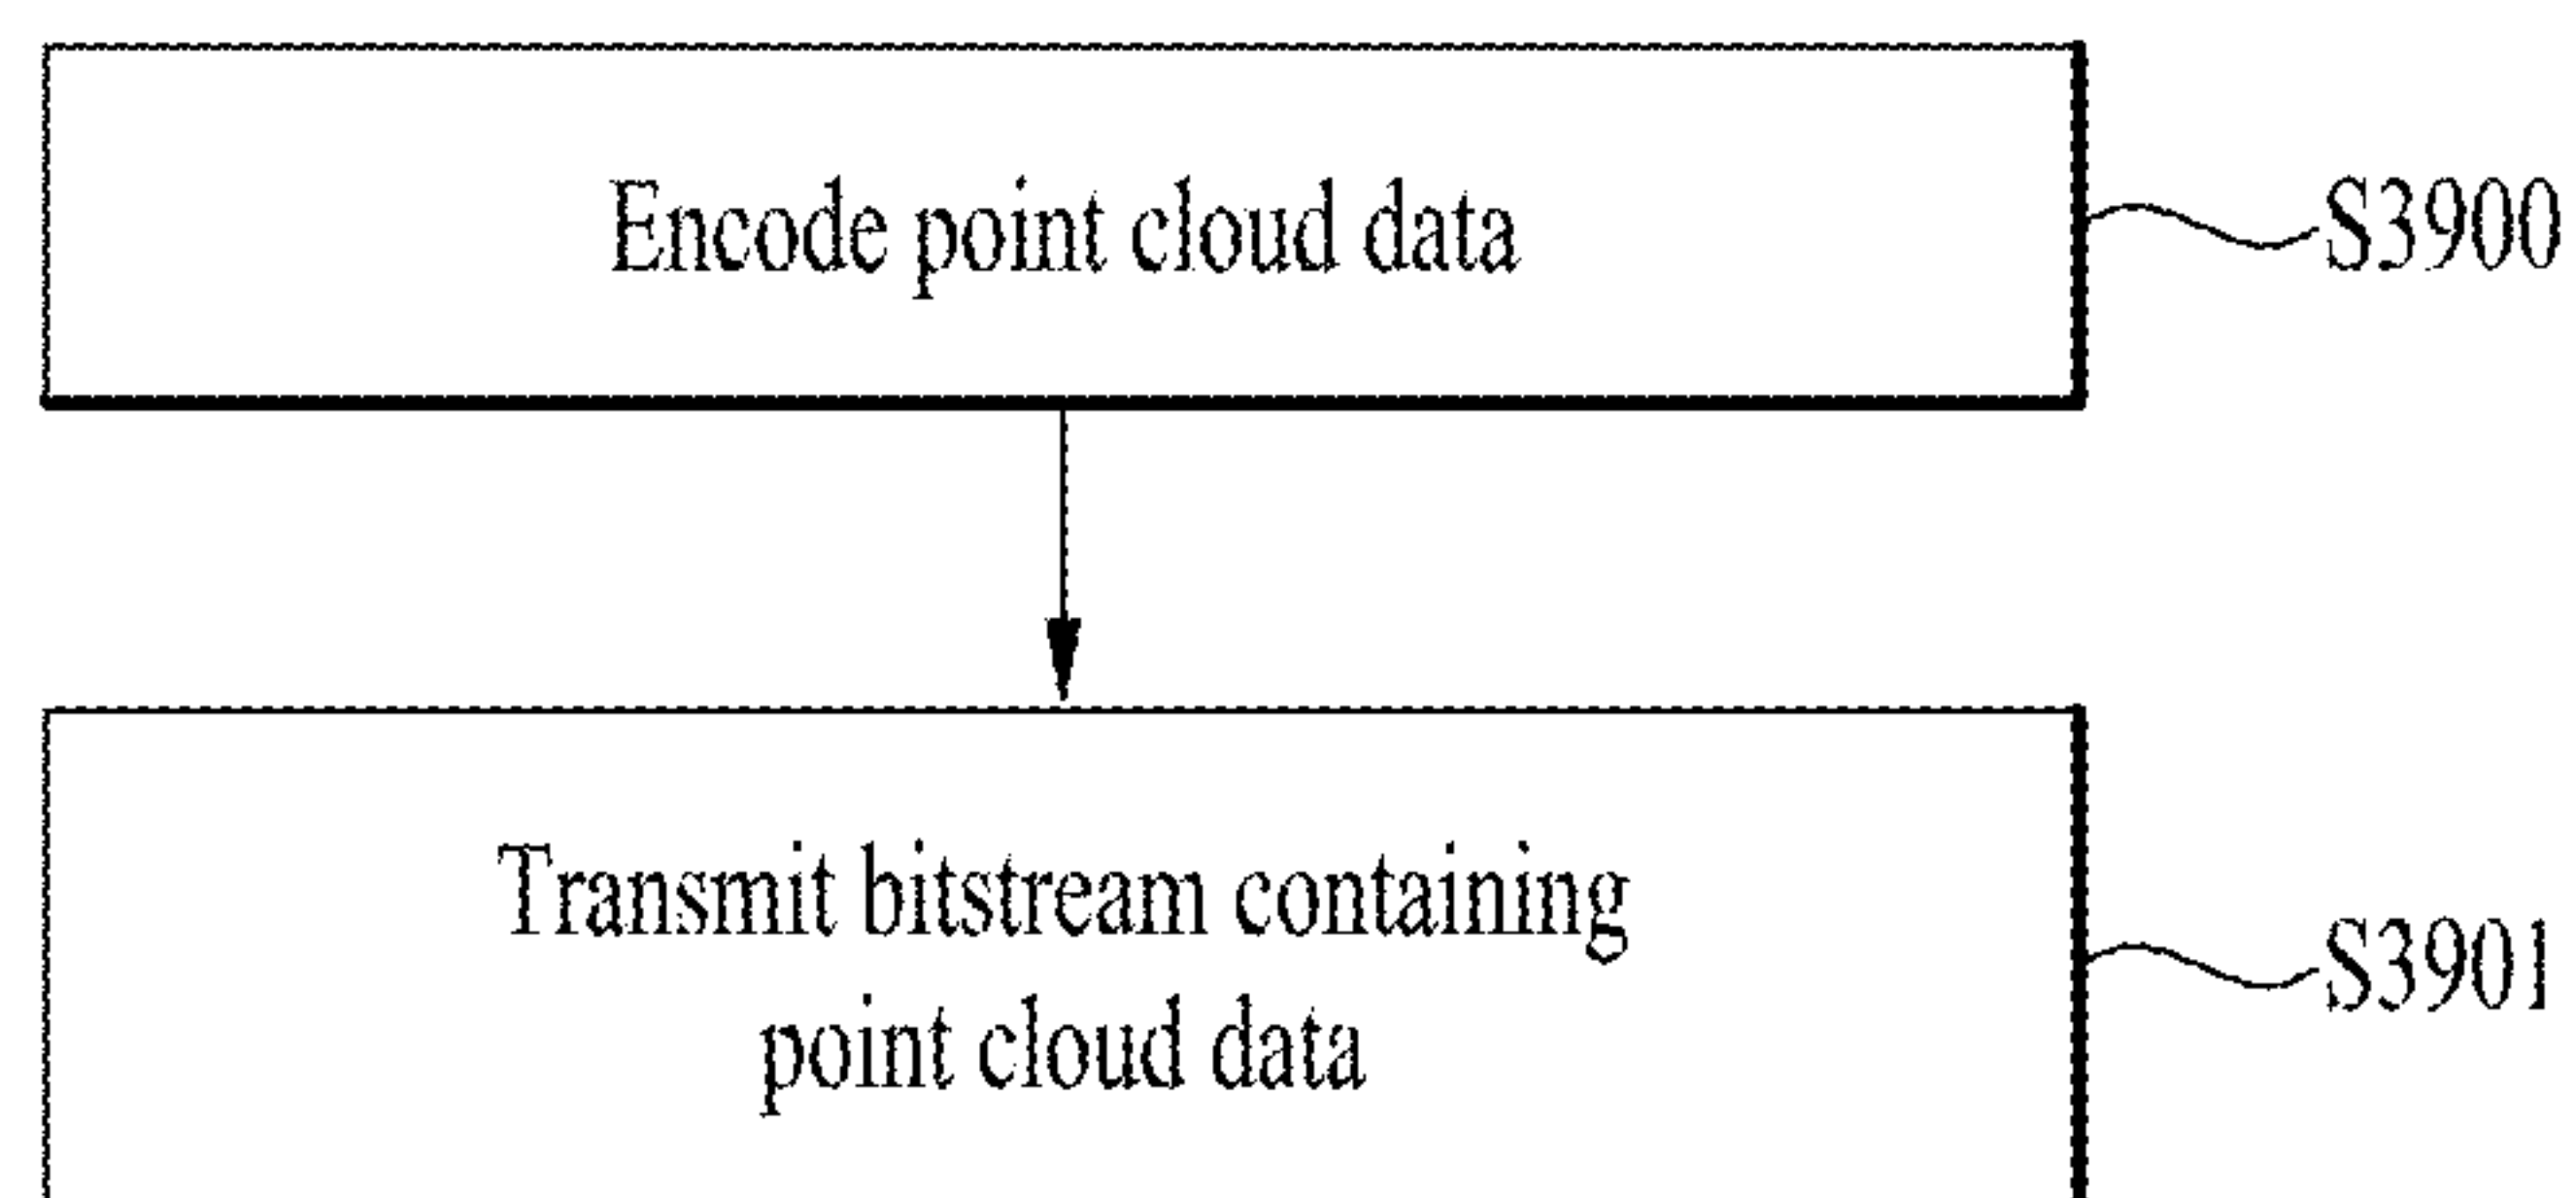 Encode point cloud data
S3900
Transmit bitstream containing
point cloud data
S3901